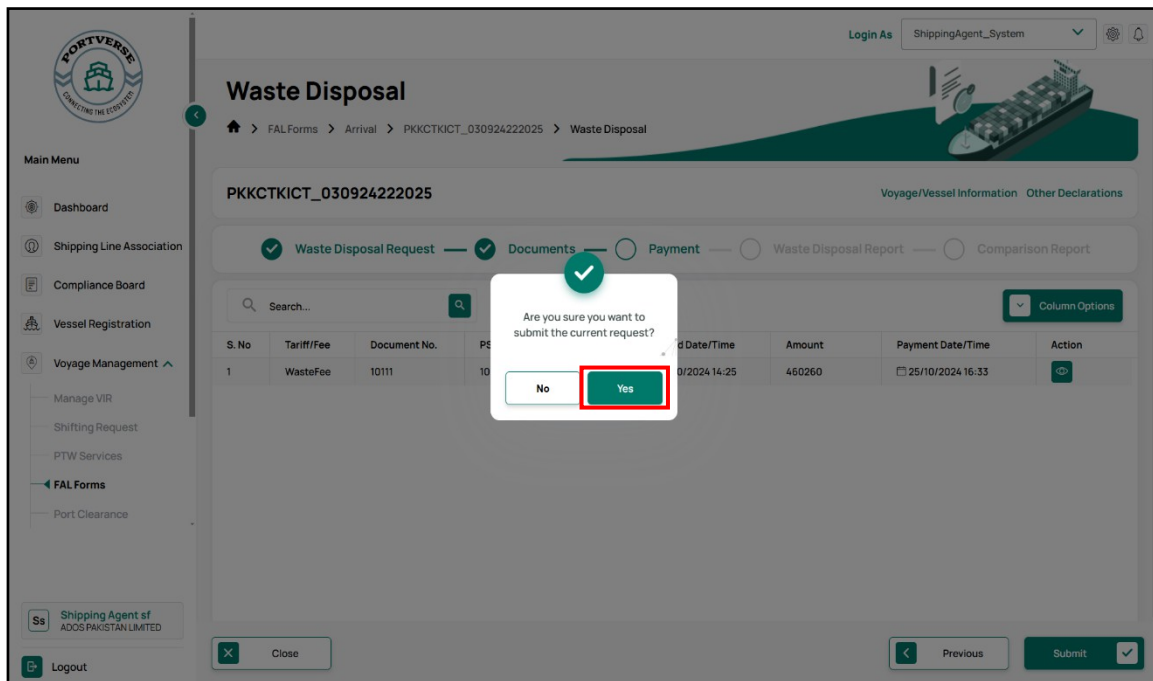 PORTVERSE
CONNECTING THE ECOSYSTEM
Login As
ShippingAgent_System
Waste Disposal
> FAL Forms > Arrival > PKKCTKICT_030924222025 > Waste Disposal
Main Menu
Dashboard
Shipping Line Association
Compliance Board
Vessel Registration
Voyage Management
Manage VIR
Shifting Request
PTW Services
FAL Forms
Port Clearance
Ss
Shipping Agent sf
ADOS PAKISTAN LIMITED
Logout
PKKCTKICT_030924222025
Voyage/Vessel Information Other Declarations
Waste Disposal Request Documents Payment Waste Disposal Report Comparison Report
Search...
Column Options
S. No Tariff/Fee Document No. PS d Date/Time Amount Payment Date/Time Action
1 WasteFee 10111 10 0/2024 14:25 460260 25/10/2024 16:33
Are you sure you want to
submit the current request?
No Yes
Close
Previous
Submit